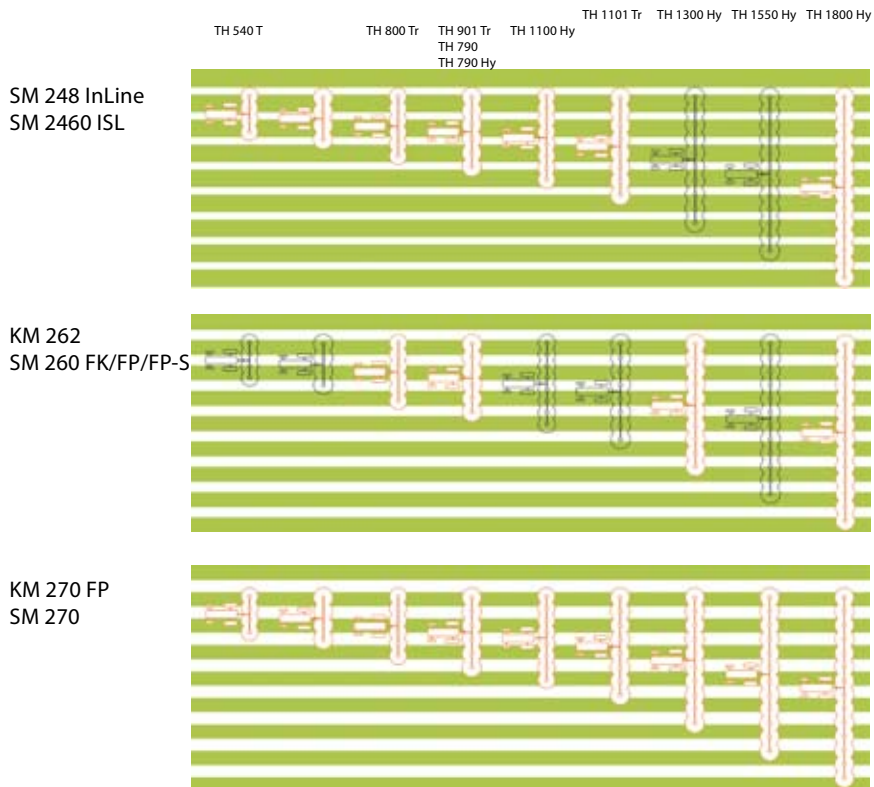 TH 540 T
TH 800 Tr
TH 901 Tr
TH 790
TH 790 Hy
TH 1100 Hy
TH 1101 Tr
TH 1300 Hy
TH 1550 Hy
TH 1800 Hy
SM 248 InLine
SM 2460 ISL
KM 262
SM 260 FK/FP/FP-S
KM 270 FP
SM 270